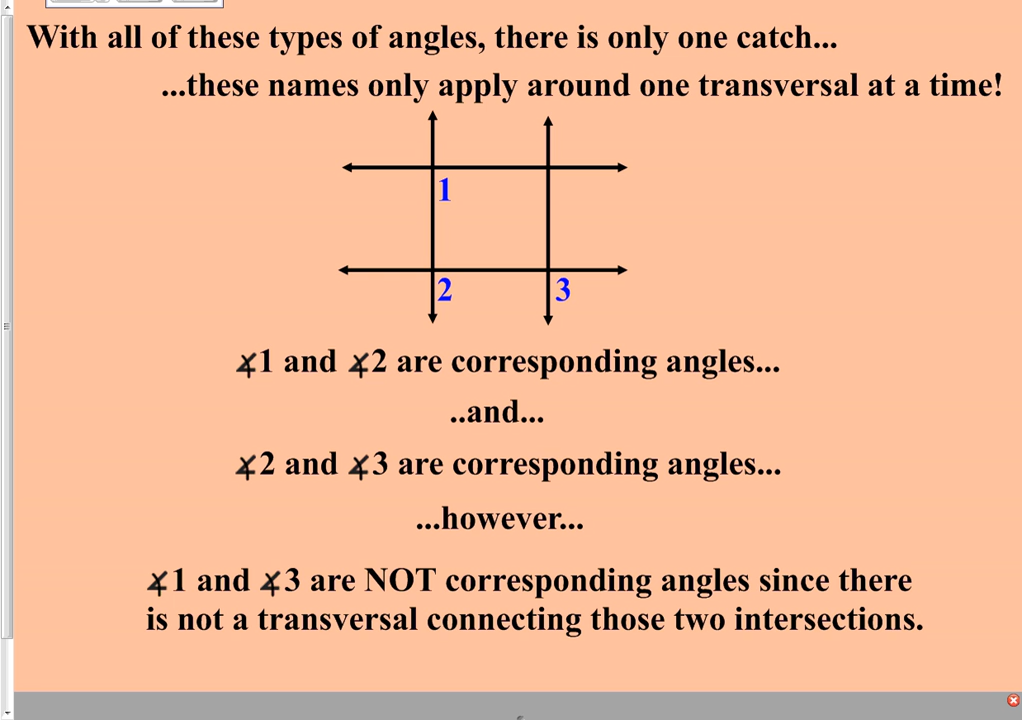 With all of these types of angles, there is only one catch...
...these names only apply around one transversal at a time!
1
2 3
∡1 and ∡2 are corresponding angles...
..and...
∡2 and ∡3 are corresponding angles...
...however...
∡1 and ∡3 are NOT corresponding angles since there
is not a transversal connecting those two intersections.